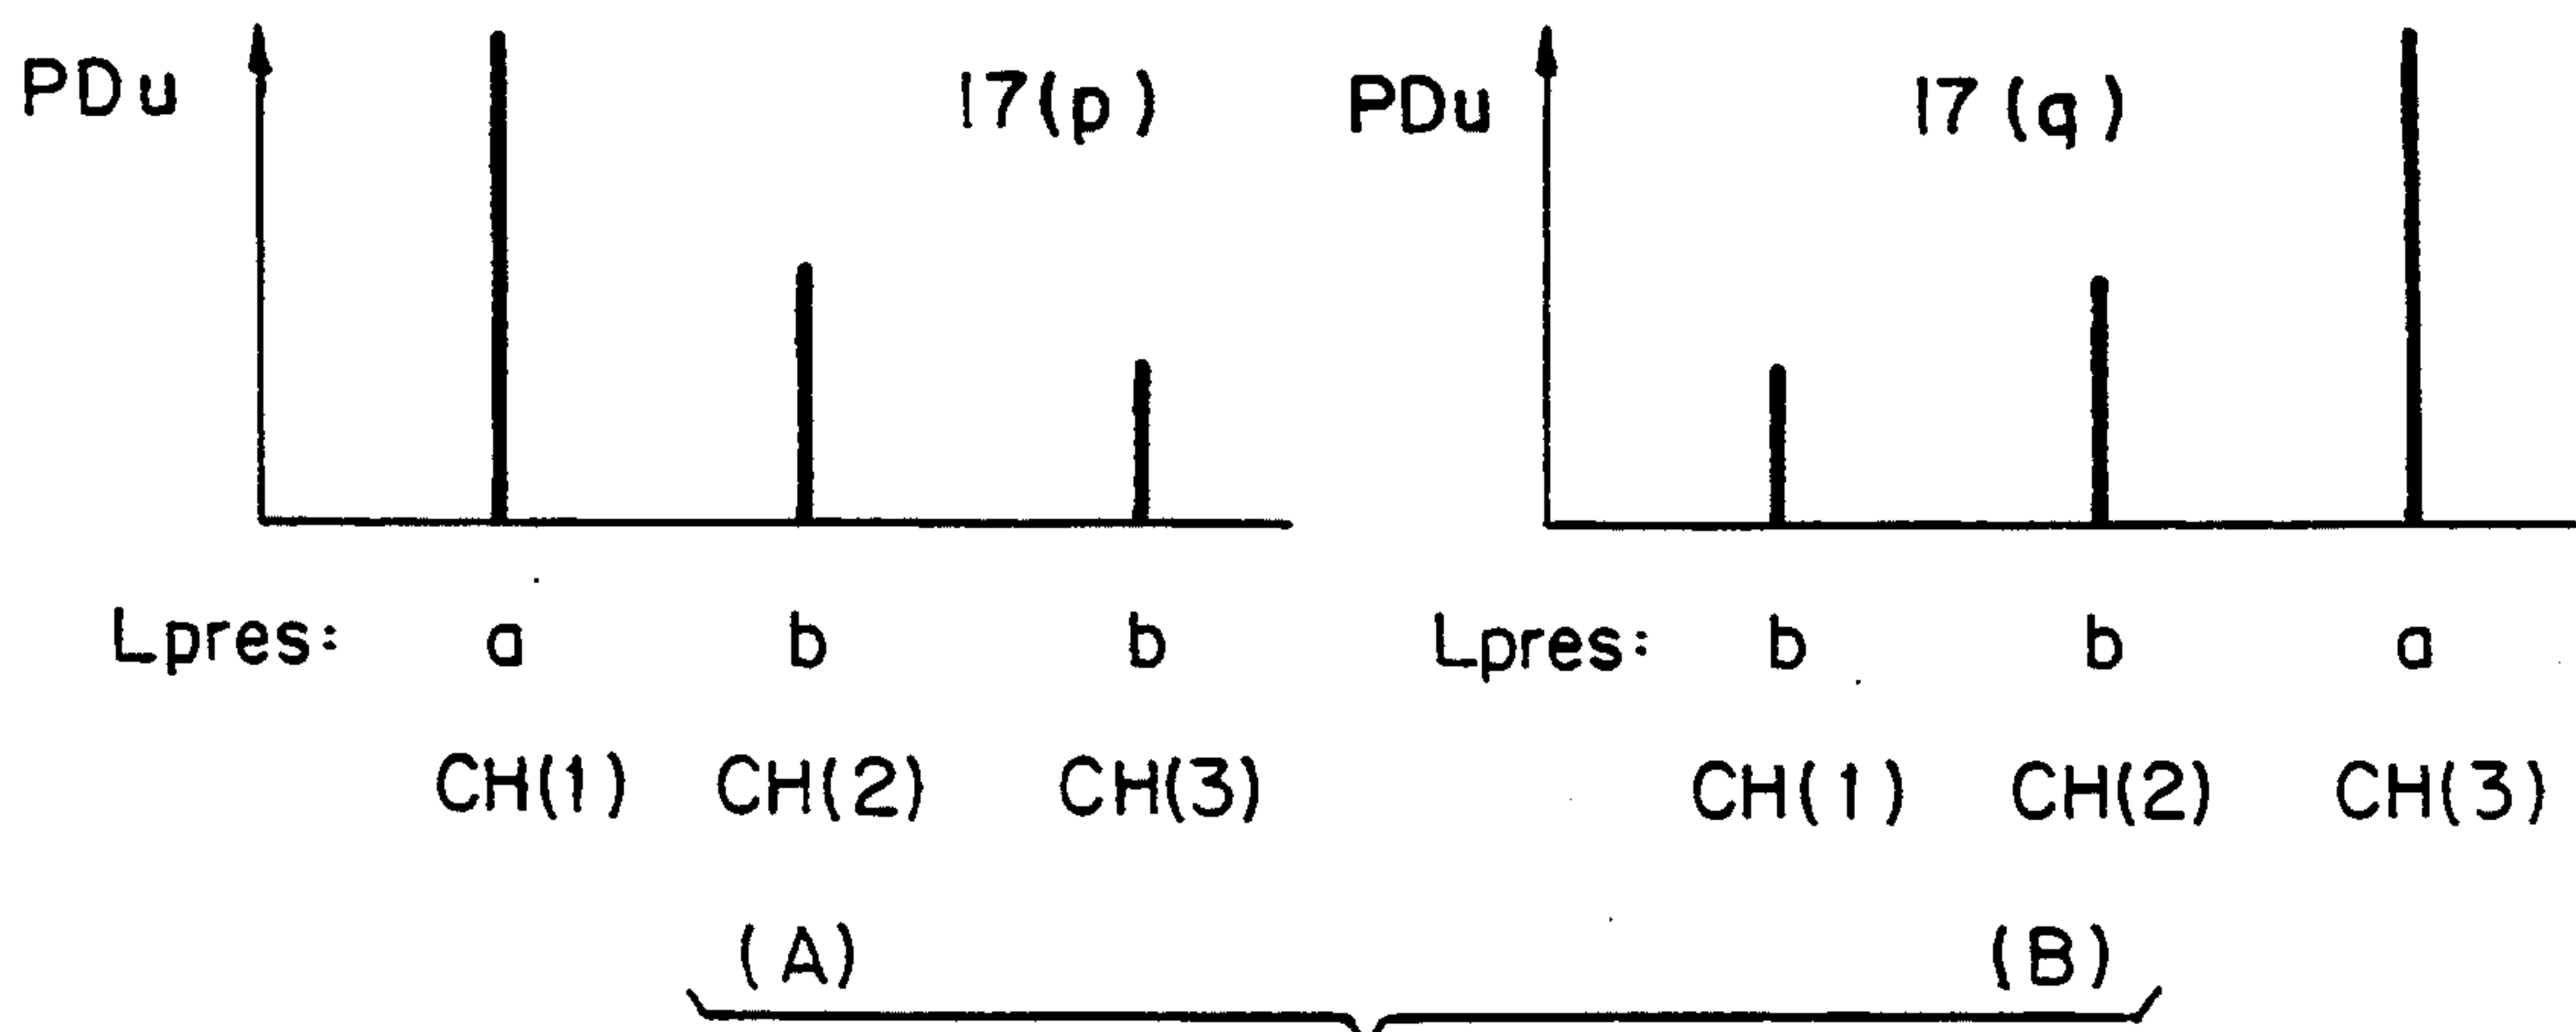 PDu 17(p) PDu 17(q)
Lpres: a b b Lpres: b b a
CH(1) CH(2) CH(3) CH(1) CH(2) CH(3)
(A) (B)